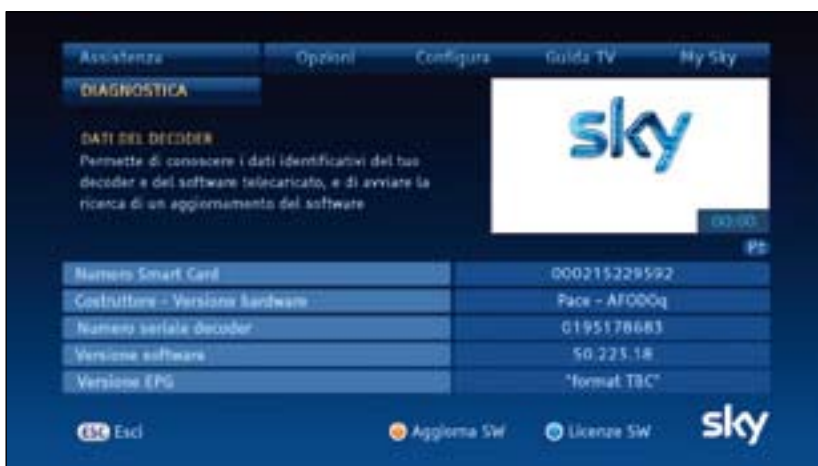 Assistenza Opzioni Configura Guida TV My Sky
DIAGNOSTICA
DATI DEL DECODER
Permette di conoscere i dati identificativi del tuo
decoder e del software telecaricato, e di avviare la
ricerca di un aggiornamento del software
sky
00:00
Numero Smart Card 000215229592
Costruttore - Versione hardware Pace -
Numero seriale decoder 0195178683
Versione software 50.223.18
Versione EPG "format TBC"
ESC Esci Aggiorna SW Licenze SW sky